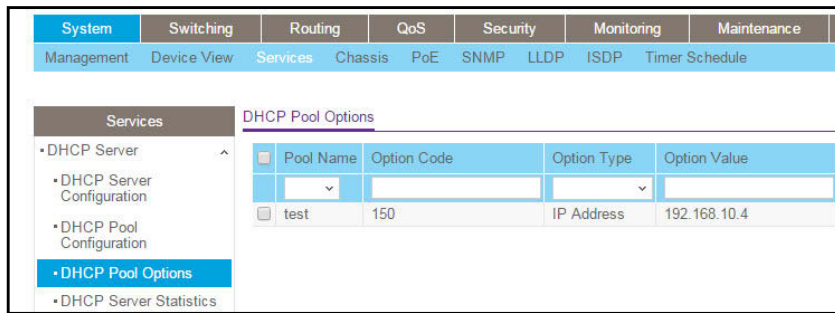 System Switching Routing QoS Security Monitoring Maintenance
Management Device View Services Chassis PoE SNMP LLDP ISDP Timer Schedule
Services
DHCP Pool Options
DHCP Server
Pool Name Option Code Option Type Option Value
DHCP Server
Configuration
test 150 IP Address 192.168.10.4
DHCP Pool
Configuration
DHCP Pool Options
DHCP Server Statistics